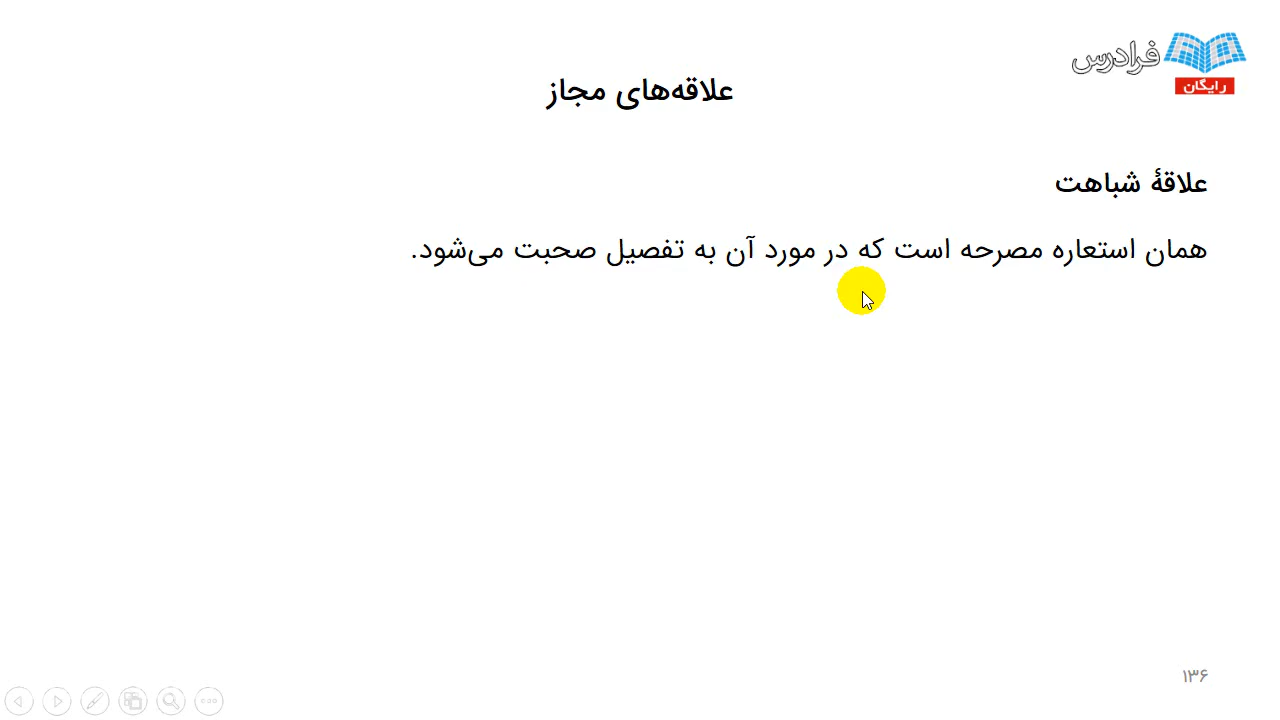 فرادرس
رایگان
علاقه‌های مجاز
علاقهٔ شباهت
همان استعاره مصرحه است که در مورد آن به تفصیل صحبت می‌شود.
۱۳۶